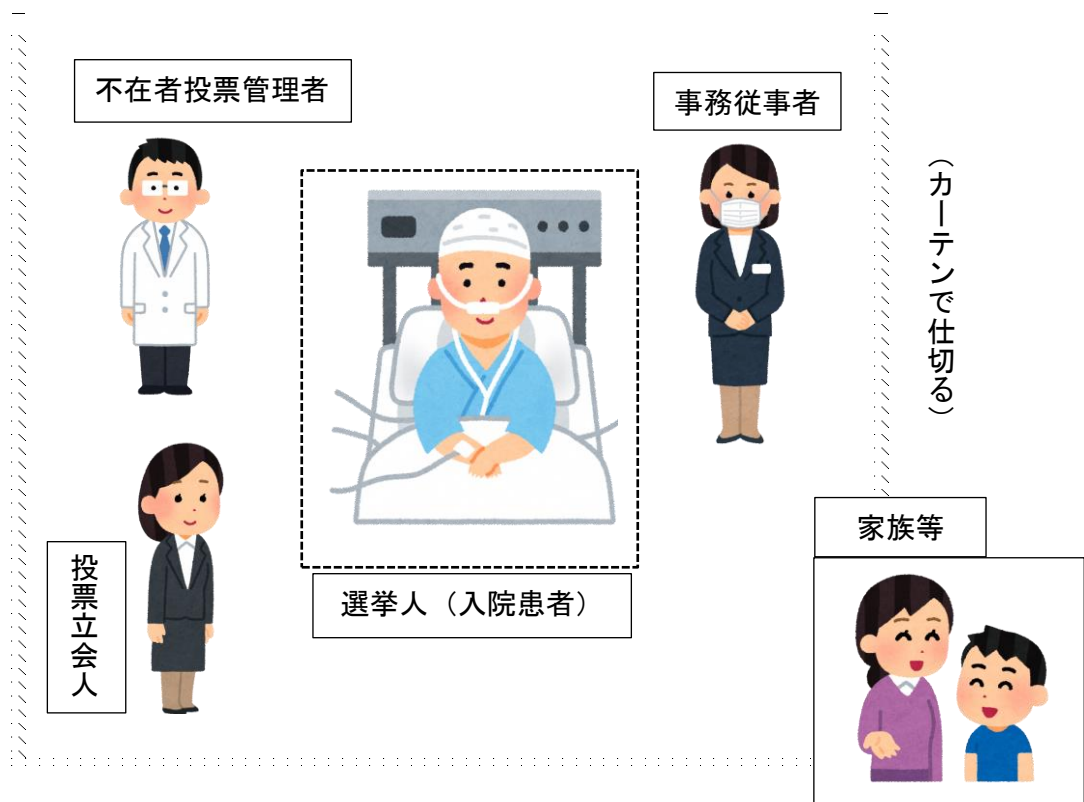 不在者投票管理者
事務従事者
（カーテンで仕切る）
投票立会人
選挙人（入院患者）
家族等